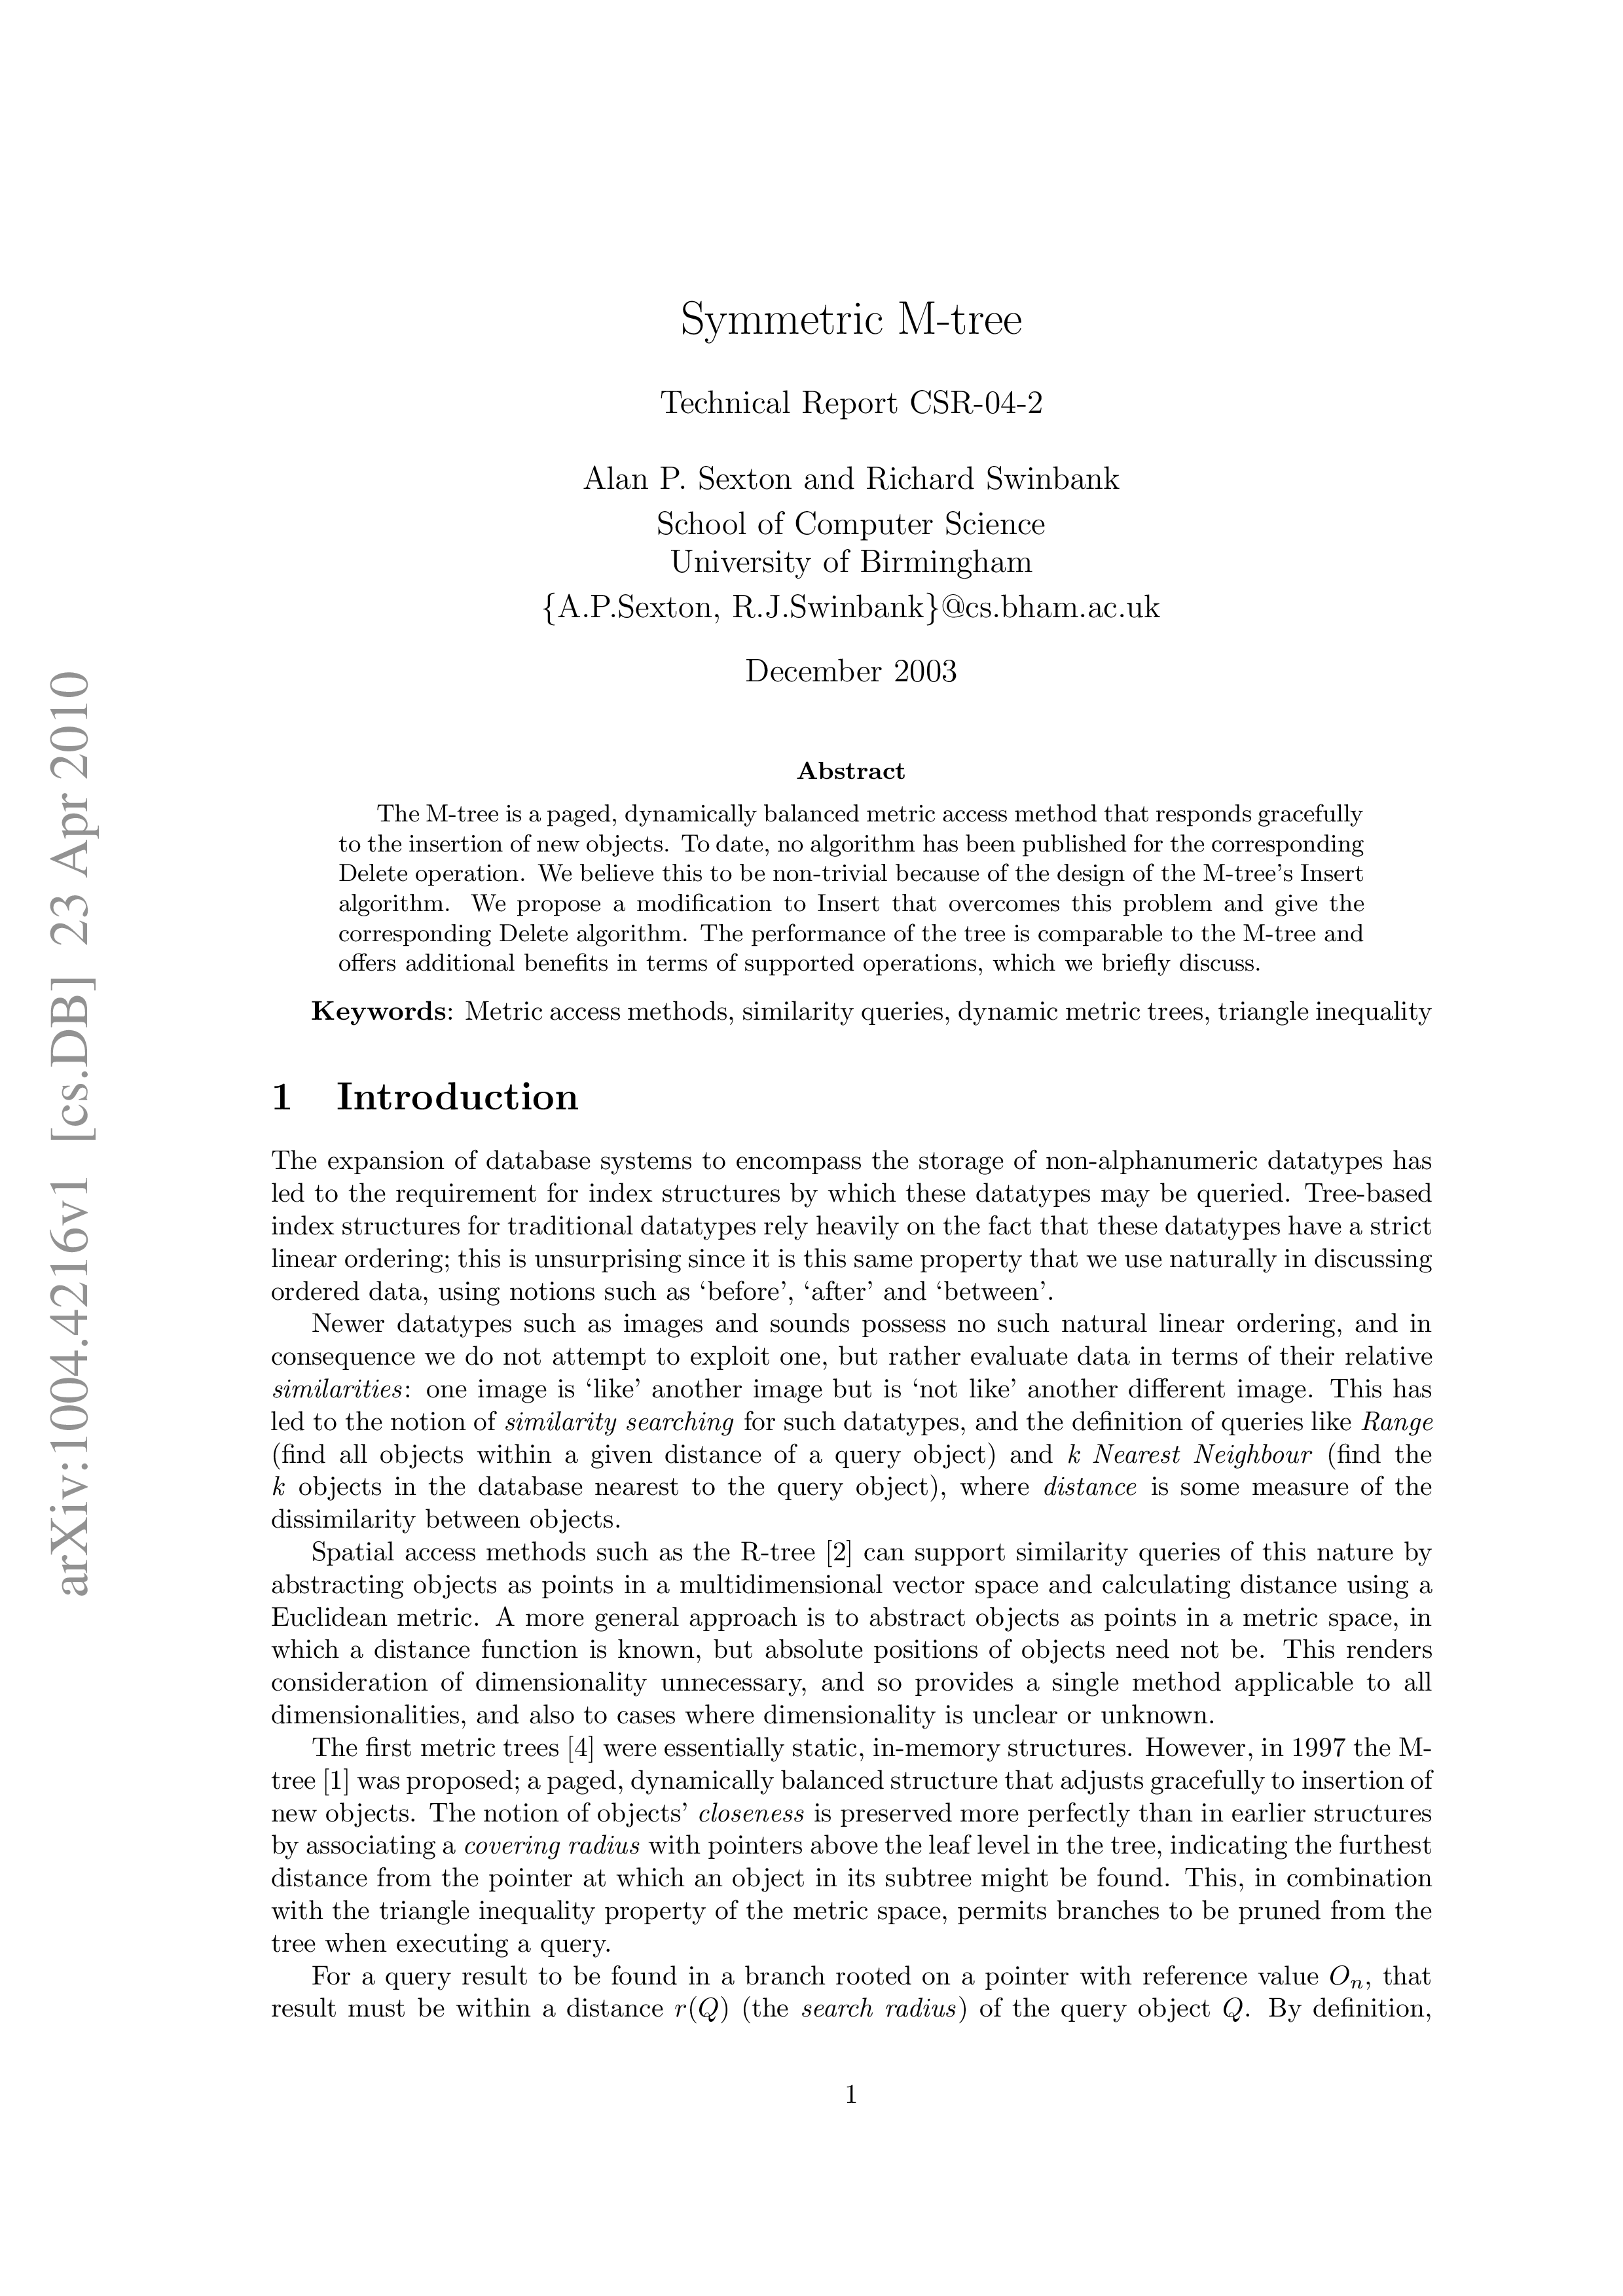 Symmetric M-tree
Technical Report CSR-04-2
Alan P. Sexton and Richard Swinbank
School of Computer Science
University of Birmingham
{A.P.Sexton, R.J.Swinbank}@cs.bham.ac.uk
December 2003
Abstract
The M-tree is a paged, dynamically balanced metric access method that responds gracefully
to the insertion of new objects. To date, no algorithm has been published for the corresponding
Delete operation. We believe this to be non-trivial because of the design of the M-tree's Insert
algorithm. We propose a modification to Insert that overcomes this problem and give the
corresponding Delete algorithm. The performance of the tree is comparable to the M-tree and
offers additional benefits in terms of supported operations, which we briefly discuss.
Keywords: Metric access methods, similarity queries, dynamic metric trees, triangle inequality
1 Introduction
The expansion of database systems to encompass the storage of non-alphanumeric datatypes has
led to the requirement for index structures by which these datatypes may be queried. Tree-based
index structures for traditional datatypes rely heavily on the fact that these datatypes have a strict
linear ordering; this is unsurprising since it is this same property that we use naturally in discussing
ordered data, using notions such as ‘before’, ‘after’ and ‘between’.
Newer datatypes such as images and sounds possess no such natural linear ordering, and in
consequence we do not attempt to exploit one, but rather evaluate data in terms of their relative
similarities: one image is ‘like’ another image but is ‘not like’ another different image. This has
led to the notion of similarity searching for such datatypes, and the definition of queries like Range
(find all objects within a given distance of a query object) and k Nearest Neighbour (find the
k objects in the database nearest to the query object), where distance is some measure of the
dissimilarity between objects.
Spatial access methods such as the R-tree [2] can support similarity queries of this nature by
abstracting objects as points in a multidimensional vector space and calculating distance using a
Euclidean metric. A more general approach is to abstract objects as points in a metric space, in
which a distance function is known, but absolute positions of objects need not be. This renders
consideration of dimensionality unnecessary, and so provides a single method applicable to all
dimensionalities, and also to cases where dimensionality is unclear or unknown.
The first metric trees [4] were essentially static, in-memory structures. However, in 1997 the M-
tree [1] was proposed; a paged, dynamically balanced structure that adjusts gracefully to insertion of
new objects. The notion of objects’ closeness is preserved more perfectly than in earlier structures
by associating a covering radius with pointers above the leaf level in the tree, indicating the furthest
distance from the pointer at which an object in its subtree might be found. This, in combination
with the triangle inequality property of the metric space, permits branches to be pruned from the
tree when executing a query.
For a query result to be found in a branch rooted on a pointer with reference value Oₙ, that
result must be within a distance r(Q) (the search radius) of the query object Q. By definition,
1
arXiv:1004.4216v1 [cs.DB] 23 Apr 2010